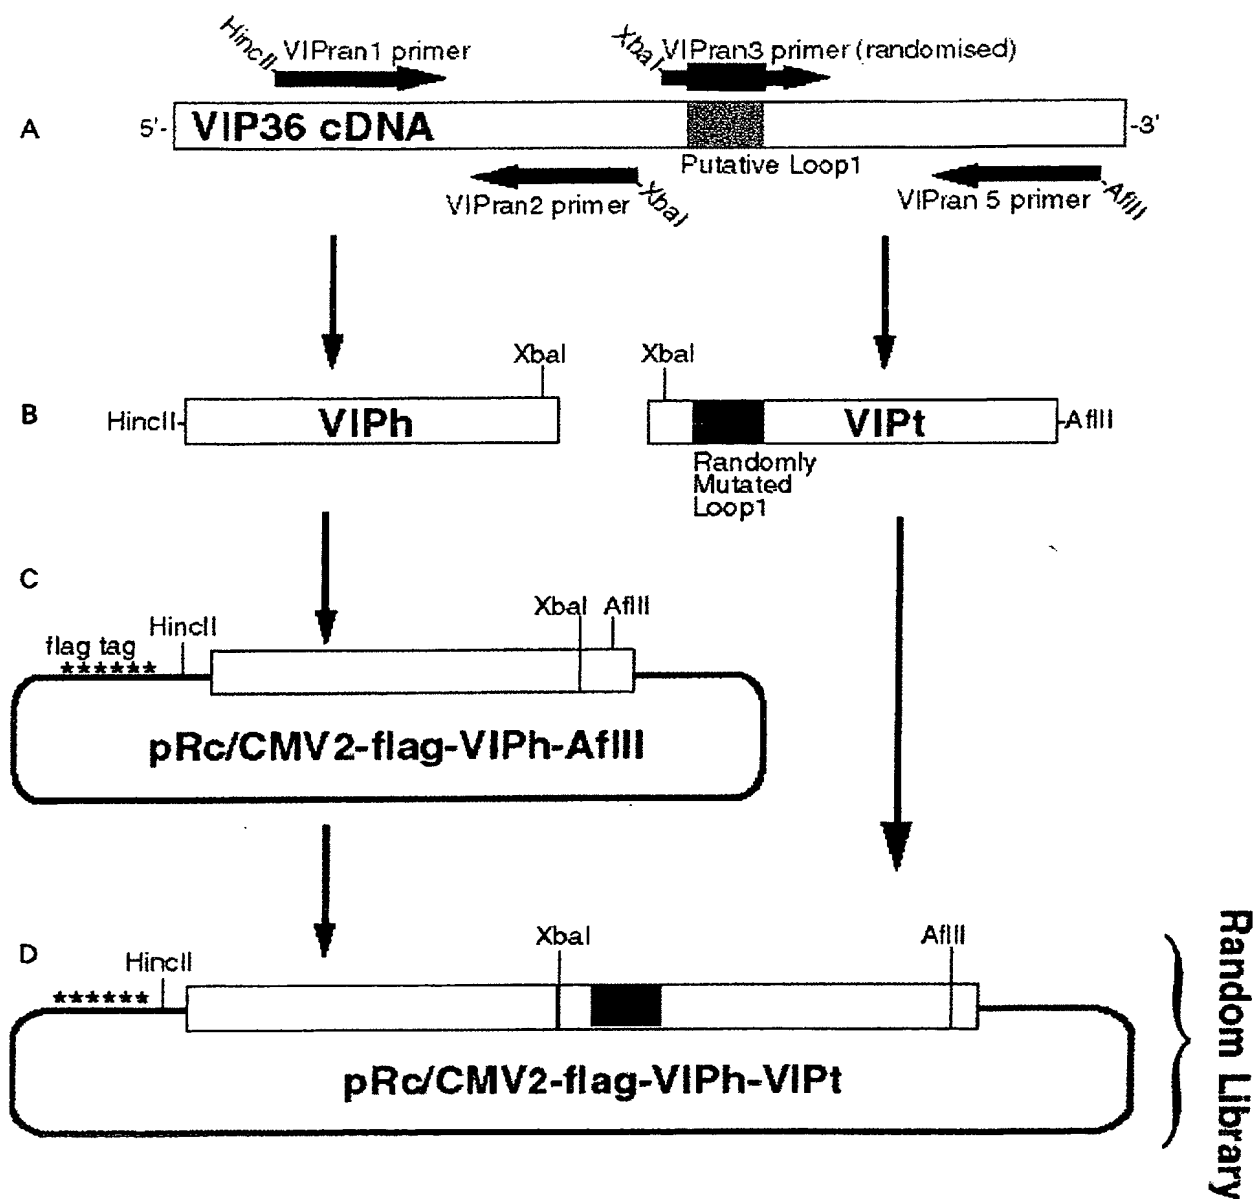 HincII
VIPran1 primer
XbaI
VIPran3 primer (randomised)
A
5'-
VIP36 cDNA
-3'
Putative Loop1
VIPran2 primer
-XbaI
VIPran 5 primer
-AflII
B
XbaI
XbaI
HincII-
VIPh
VIPt
-AflII
Randomly
Mutated
Loop1
C
XbaI
AflII
HincII
flag tag
******
pRc/CMV2-flag-VIPh-AflII
D
XbaI
AflII
HincII
******
pRc/CMV2-flag-VIPh-VIPt
Random Library